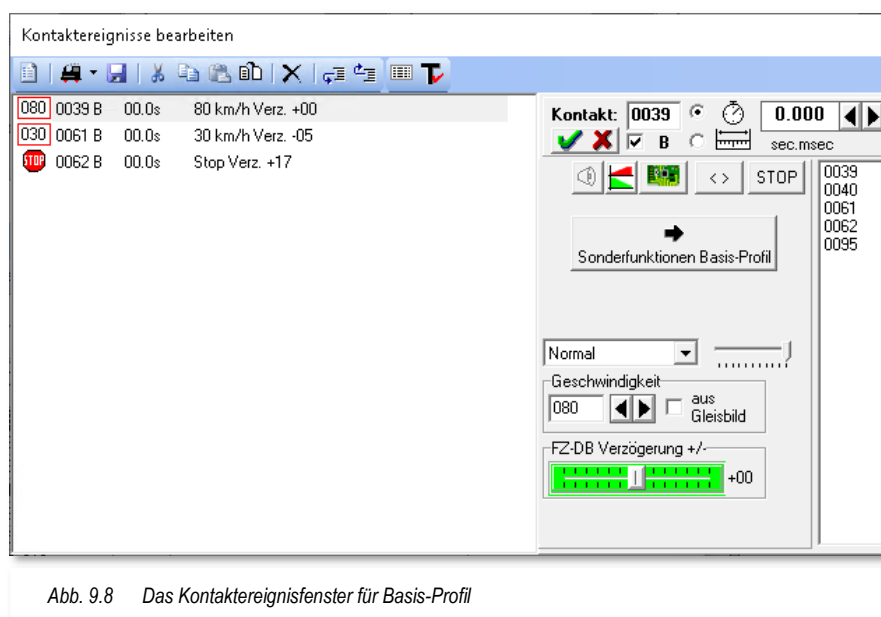 Kontaktereignisse bearbeiten
080 0039 B 00.0s 80 km/h Verz. +00
030 0061 B 00.0s 30 km/h Verz. -05
STOP 0062 B 00.0s Stop Verz. +17
Kontakt: 0039 0.000
B sec.msec
<> STOP
Sonderfunktionen Basis-Profil
0039
0040
0061
0062
0095
Normal
Geschwindigkeit
080 aus Gleisbild
FZ-DB Verzögerung +/-
+00
Abb. 9.8 Das Kontaktereignisfenster für Basis-Profil